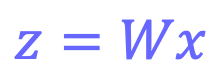 z = Wx